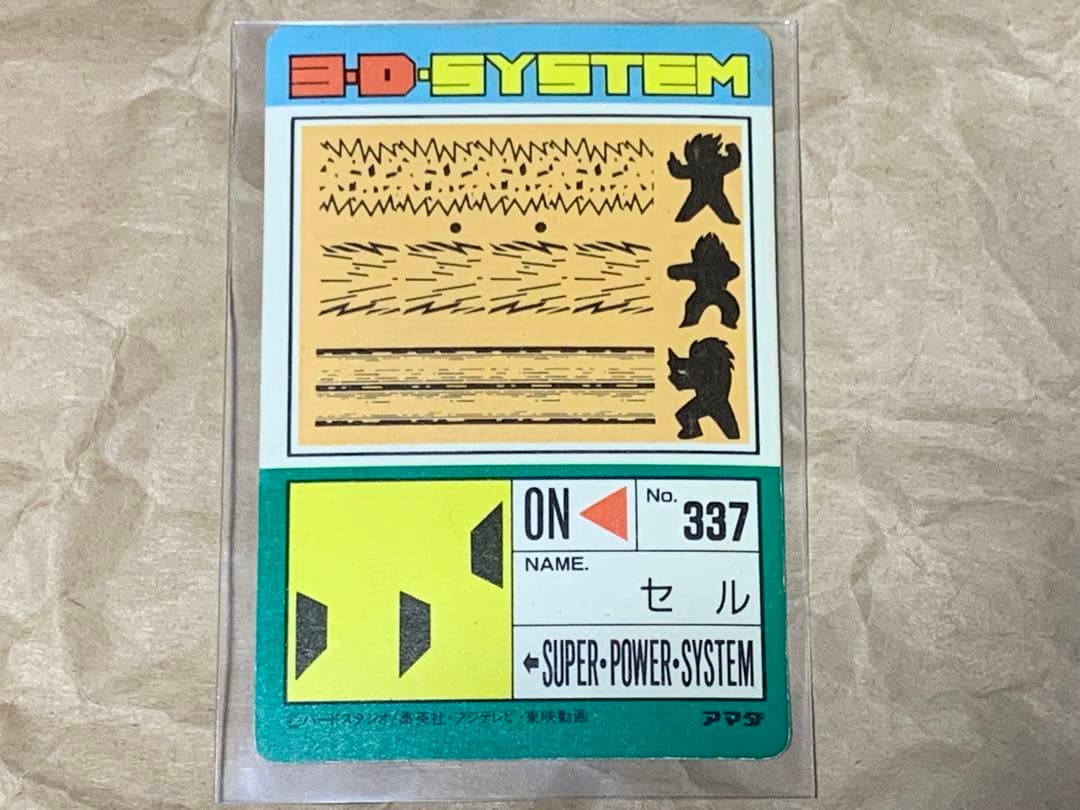 3·D·SYSTEM
ON
No. 337
NAME.
セル
←SUPER·POWER·SYSTEM
©バードスタジオ/集英社・フジテレビ・東映動画
アマダ